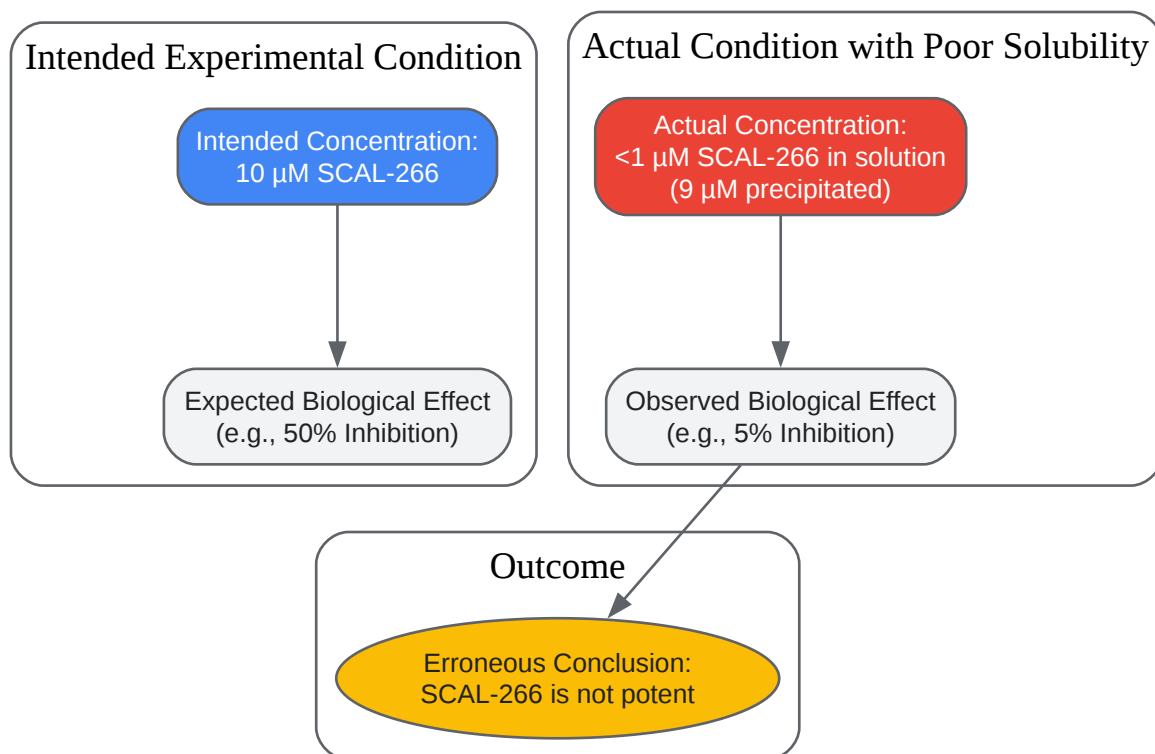 Intended Experimental Condition
Intended Concentration:
10 µM SCAL-266
Expected Biological Effect
(e.g., 50% Inhibition)
Actual Condition with Poor Solubility
Actual Concentration:
<1 µM SCAL-266 in solution
(9 µM precipitated)
Observed Biological Effect
(e.g., 5% Inhibition)
Outcome
Erroneous Conclusion:
SCAL-266 is not potent